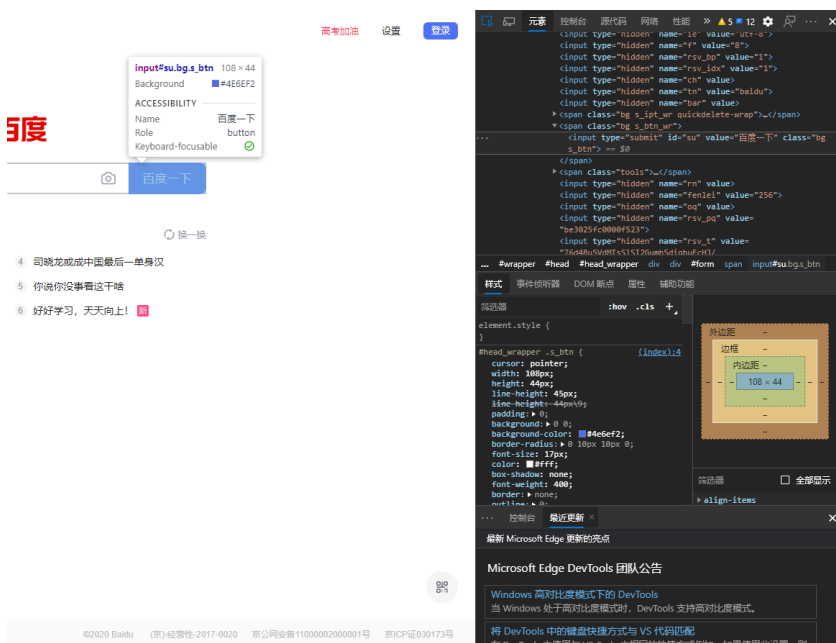 高考加油 设置 登录
input#su.bg.s_btn 108 × 44
Background #4E6EF2
ACCESSIBILITY
Name 百度一下
Role button
Keyboard-focusable
百度
百度一下
换一换
4 司晓龙或成中国最后一单身汉
5 你说你没事看这干啥
6 好好学习，天天向上！ 新
©2020 Baidu (京)-经营性-2017-0020 京公网安备11000002000001号 京ICP证030173号
元素 控制台 源代码 网络 性能 » 5 12 ···
<input type="hidden" name="ie" value="utf-8">
<input type="hidden" name="f" value="8">
<input type="hidden" name="rsv_bp" value="1">
<input type="hidden" name="rsv_idx" value="1">
<input type="hidden" name="ch" value>
<input type="hidden" name="tn" value="baidu">
<input type="hidden" name="bar" value>
<span class="bg s_ipt_wr quickdelete-wrap">…</span>
<span class="bg s_btn_wr">
<input type="submit" id="su" value="百度一下" class="bg
s_btn"> == $0
</span>
<span class="tools">…</span>
<input type="hidden" name="rn" value>
<input type="hidden" name="fenlei" value="256">
<input type="hidden" name="oq" value>
<input type="hidden" name="rsv_pq" value=
"be3025fc0000f523">
<input type="hidden" name="rsv_t" value=
… #wrapper #head #head_wrapper div div #form span input#su.bg.s_btn
样式 事件侦听器 DOM 断点 属性 辅助功能
筛选器 :hov .cls +
element.style {
}
#head_wrapper .s_btn { (index):4
cursor: pointer;
width: 108px;
height: 44px;
line-height: 45px;
line-height: 44px\9;
padding: 0;
background: 0 0;
background-color: #4e6ef2;
border-radius: 0 10px 10px 0;
font-size: 17px;
color: #fff;
box-shadow: none;
font-weight: 400;
border: none;
outline: 0;
外边距 -
边框 -
内边距 -
- - - 108 × 44 - - -
-
-
-
筛选器 全部显示
align-items
··· 控制台 最近更新 ×
最新 Microsoft Edge 更新的亮点
Microsoft Edge DevTools 团队公告
Windows 高对比度模式下的 DevTools
当 Windows 处于高对比度模式时，DevTools 支持高对比度模式。
将 DevTools 中的键盘快捷方式与 VS 代码匹配